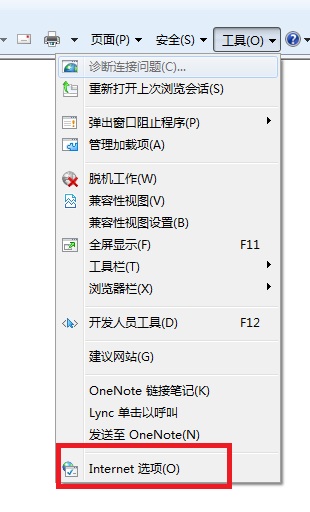 页面(P) 安全(S) 工具(O)
诊断连接问题(C)...
重新打开上次浏览会话(S)
弹出窗口阻止程序(P)
管理加载项(A)
脱机工作(W)
兼容性视图(V)
兼容性视图设置(B)
全屏显示(F) F11
工具栏(T)
浏览器栏(X)
开发人员工具(D) F12
建议网站(G)
OneNote 链接笔记(K)
Lync 单击以呼叫
发送至 OneNote(N)
Internet 选项(O)